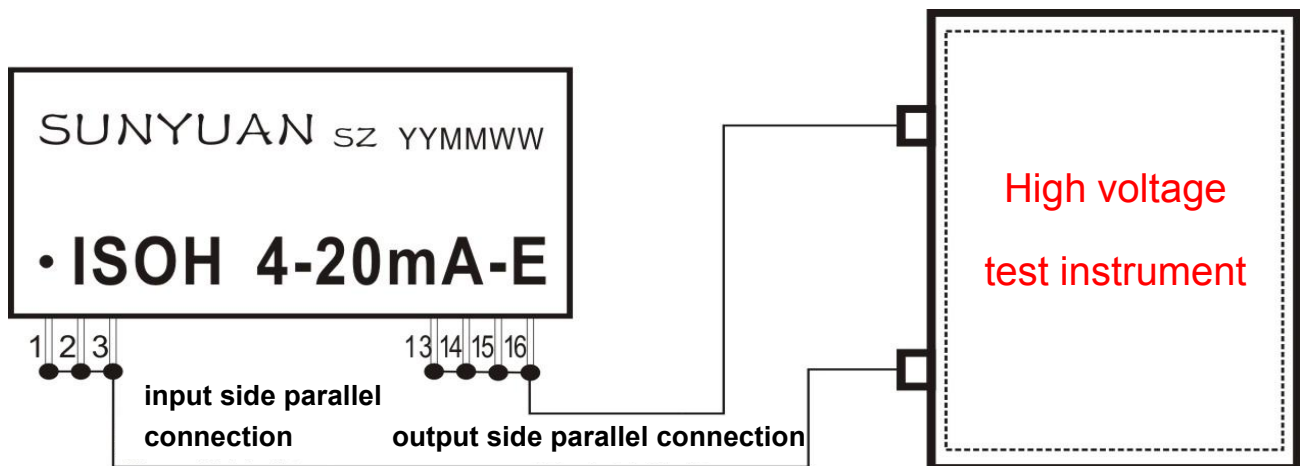 SUNYUAN SZ YYMMWW
· ISOH 4-20mA-E
1 2 3
13 14 15 16
input side parallel
connection
output side parallel connection
High voltage
test instrument